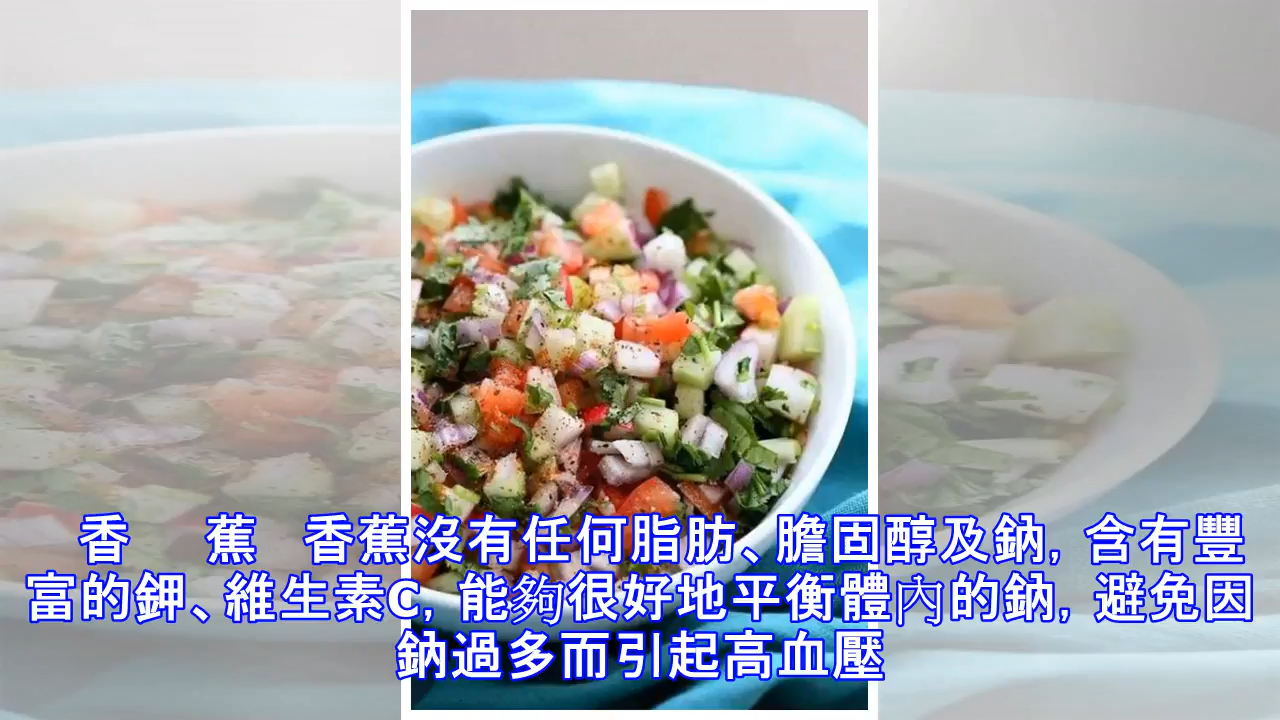 香　蕉　香蕉沒有任何脂肪、膽固醇及鈉, 含有豐
富的鉀、維生素C, 能夠很好地平衡體內的鈉, 避免因
鈉過多而引起高血壓